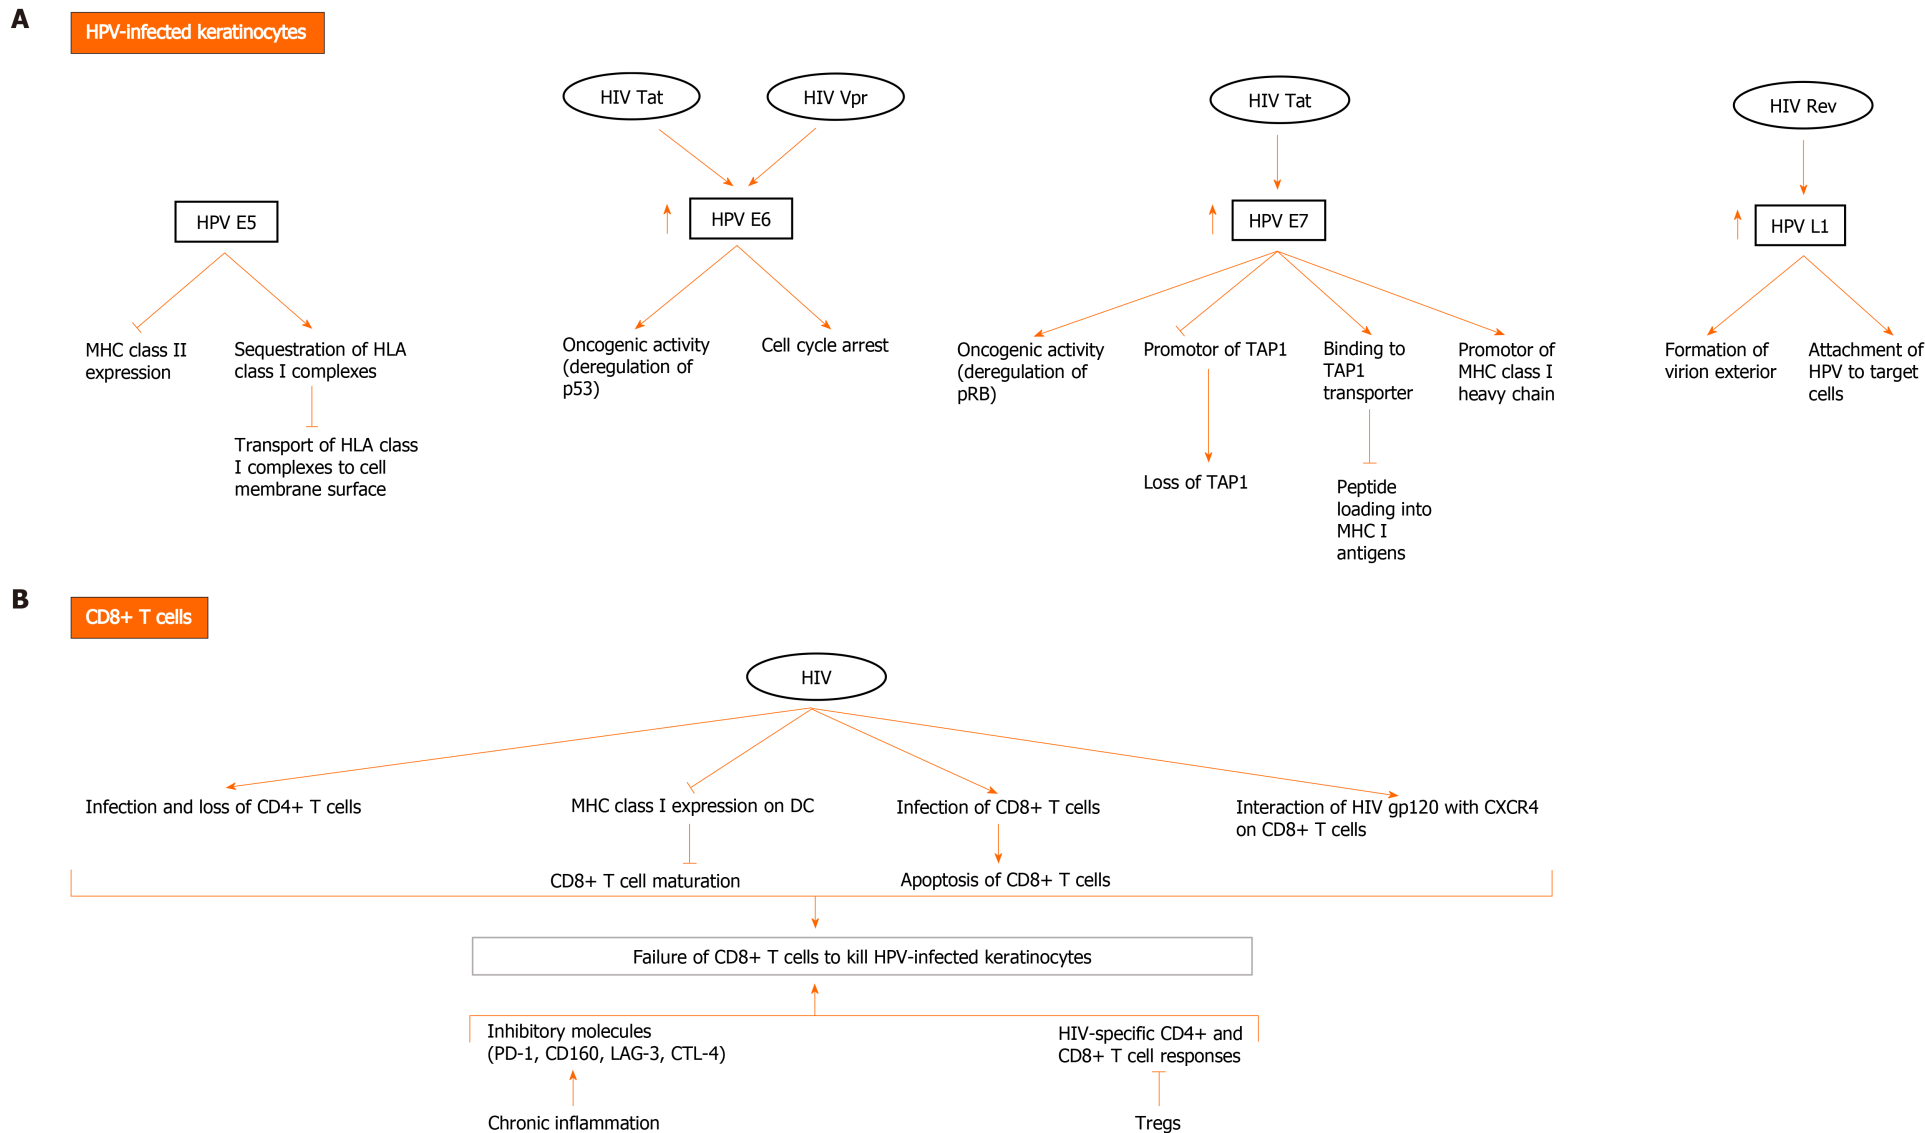 A
HPV-infected keratinocytes
HIV Tat
HIV Vpr
HIV Tat
HIV Rev
HPV E5
HPV E6
HPV E7
HPV L1
MHC class II
expression
Sequestration of HLA
class I complexes
Transport of HLA class
I complexes to cell
membrane surface
Oncogenic activity
(deregulation of
p53)
Cell cycle arrest
Oncogenic activity
(deregulation of
pRB)
Promotor of TAP1
Loss of TAP1
Binding to
TAP1
transporter
Peptide
loading into
MHC I
antigens
Promotor of
MHC class I
heavy chain
Formation of
virion exterior
Attachment of
HPV to target
cells
B
CD8+ T cells
HIV
Infection and loss of CD4+ T cells
MHC class I expression on DC
CD8+ T cell maturation
Infection of CD8+ T cells
Apoptosis of CD8+ T cells
Interaction of HIV gp120 with CXCR4
on CD8+ T cells
Failure of CD8+ T cells to kill HPV-infected keratinocytes
Inhibitory molecules
(PD-1, CD160, LAG-3, CTL-4)
Chronic inflammation
HIV-specific CD4+ and
CD8+ T cell responses
Tregs